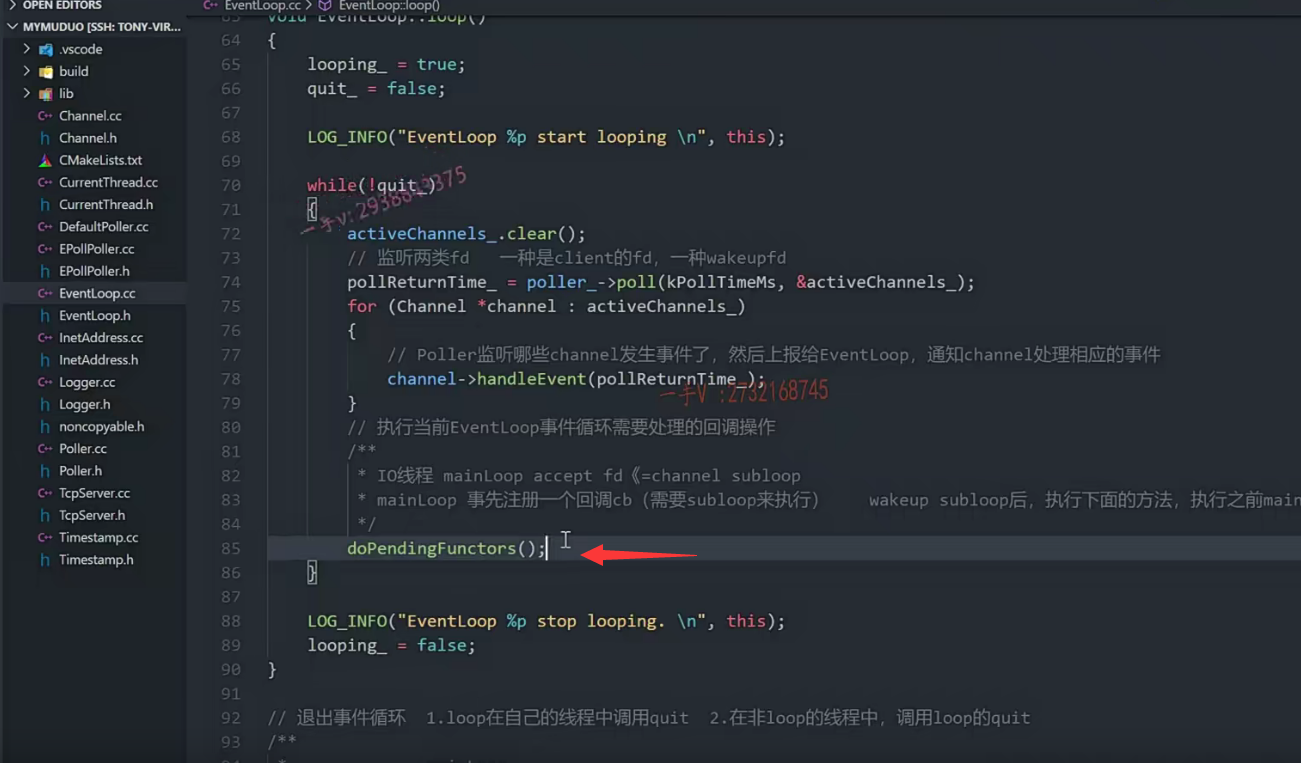 OPEN EDITORS
EventLoop.cc > EventLoop::loop()
MYMUDUO [SSH: TONY-VIR...
.vscode
build
lib
C++ Channel.cc
h Channel.h
CMakeLists.txt
C++ CurrentThread.cc
h CurrentThread.h
C++ DefaultPoller.cc
C++ EPollPoller.cc
h EPollPoller.h
C++ EventLoop.cc
h EventLoop.h
C++ InetAddress.cc
h InetAddress.h
C++ Logger.cc
h Logger.h
h noncopyable.h
C++ Poller.cc
h Poller.h
C++ TcpServer.cc
h TcpServer.h
C++ Timestamp.cc
h Timestamp.h
63 void EventLoop::loop()
64 {
65 looping_ = true;
66 quit_ = false;
67
68 LOG_INFO("EventLoop %p start looping \n", this);
69
70 while(!quit_)
71 {
72 activeChannels_.clear();
73 // 监听两类fd 一种是client的fd，一种wakeupfd
74 pollReturnTime_ = poller_->poll(kPollTimeMs, &activeChannels_);
75 for (Channel *channel : activeChannels_)
76 {
77 // Poller监听哪些channel发生事件了，然后上报给EventLoop，通知channel处理相应的事件
78 channel->handleEvent(pollReturnTime_);
79 }
80 // 执行当前EventLoop事件循环需要处理的回调操作
81 /**
82 * IO线程 mainLoop accept fd《=channel subloop
83 * mainLoop 事先注册一个回调cb（需要subloop来执行） wakeup subloop后，执行下面的方法，执行之前main
84 */
85 doPendingFunctors();
86 }
87
88 LOG_INFO("EventLoop %p stop looping. \n", this);
89 looping_ = false;
90 }
91
92 // 退出事件循环 1.loop在自己的线程中调用quit 2.在非loop的线程中，调用loop的quit
93 /**
一手V :2732168745